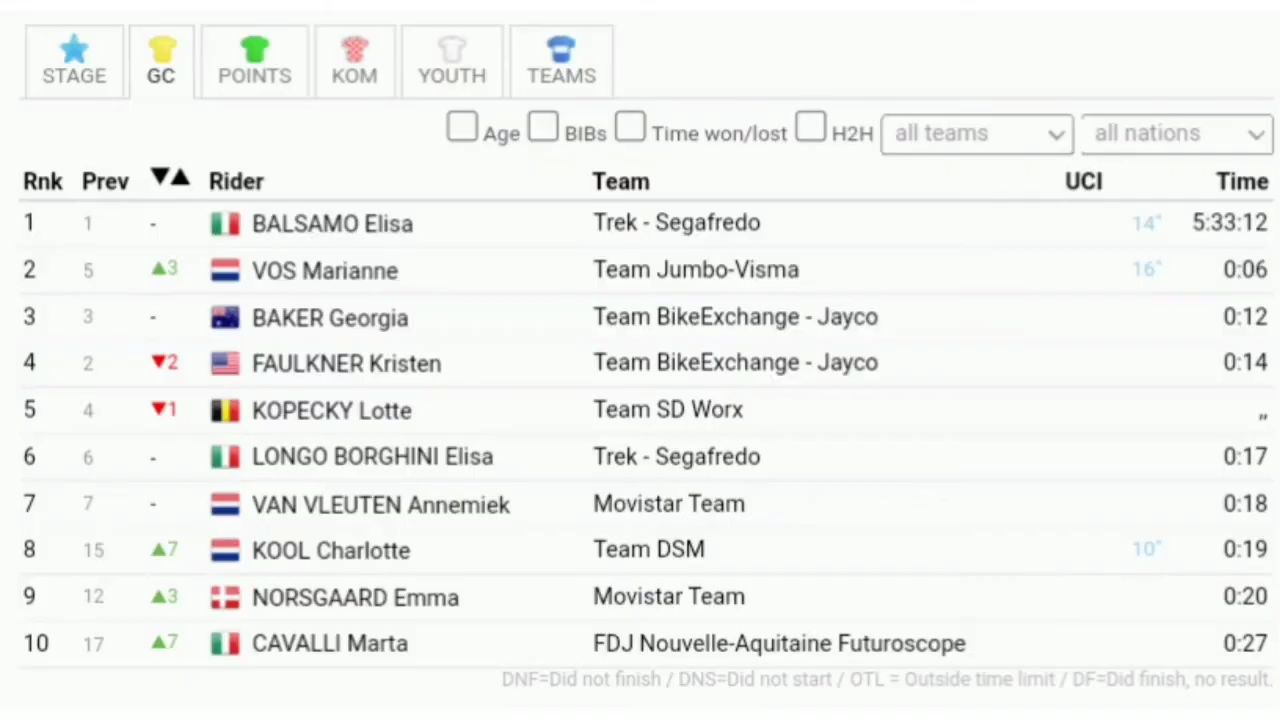 STAGE GC POINTS KOM YOUTH TEAMS
Age BIBs Time won/lost H2H all teams all nations
Rnk Prev ▼▲ Rider Team UCI Time
1 1 - BALSAMO Elisa Trek - Segafredo 14" 5:33:12
2 5 ▲3 VOS Marianne Team Jumbo-Visma 16" 0:06
3 3 - BAKER Georgia Team BikeExchange - Jayco 0:12
4 2 ▼2 FAULKNER Kristen Team BikeExchange - Jayco 0:14
5 4 ▼1 KOPECKY Lotte Team SD Worx ,,
6 6 - LONGO BORGHINI Elisa Trek - Segafredo 0:17
7 7 - VAN VLEUTEN Annemiek Movistar Team 0:18
8 15 ▲7 KOOL Charlotte Team DSM 10" 0:19
9 12 ▲3 NORSGAARD Emma Movistar Team 0:20
10 17 ▲7 CAVALLI Marta FDJ Nouvelle-Aquitaine Futuroscope 0:27
DNF=Did not finish / DNS=Did not start / OTL = Outside time limit / DF=Did finish, no result.